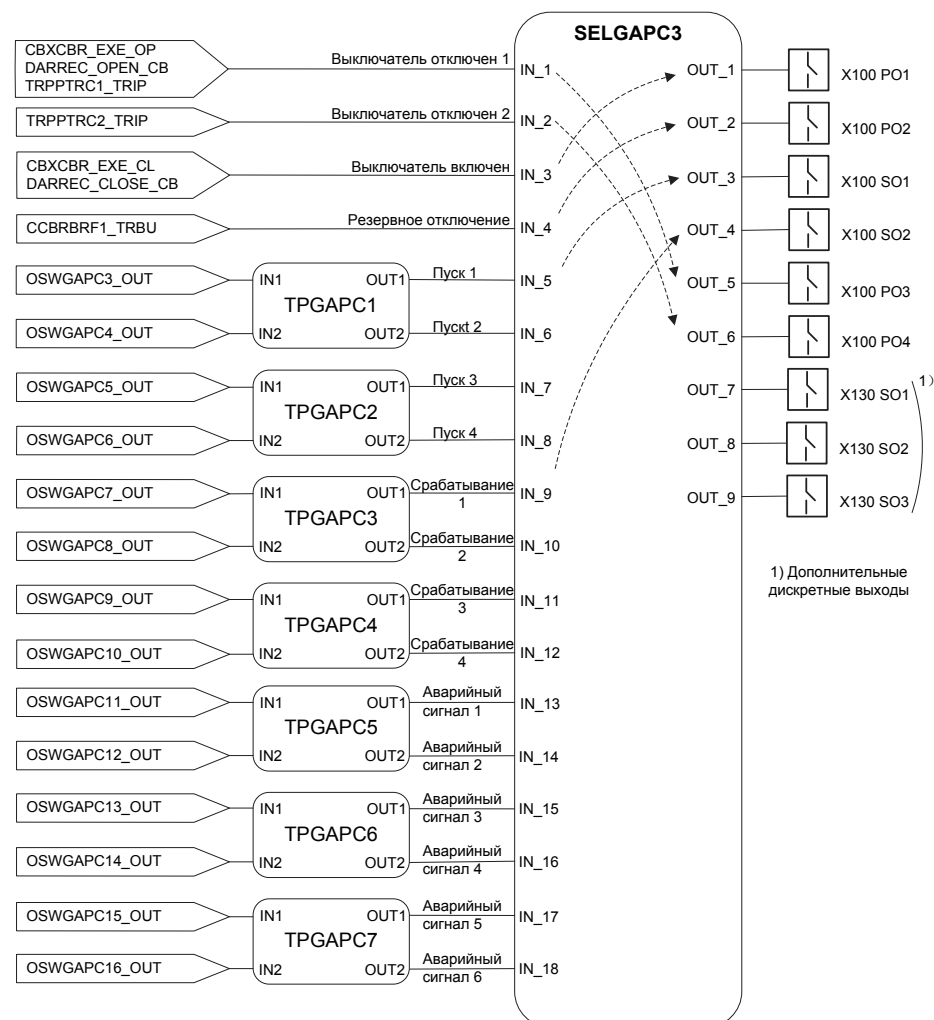 SELGAPC3
CBXCBR_EXE_OP
DARREC_OPEN_CB
TRPPTRC1_TRIP
Выключатель отключен 1
IN_1
OUT_1
X100 PO1
TRPPTRC2_TRIP
Выключатель отключен 2
IN_2
OUT_2
X100 PO2
CBXCBR_EXE_CL
DARREC_CLOSE_CB
Выключатель включен
IN_3
OUT_3
X100 SO1
CCBRBRF1_TRBU
Резервное отключение
IN_4
OUT_4
X100 SO2
OSWGAPC3_OUT
IN1
OUT1
Пуск 1
IN_5
OUT_5
X100 PO3
TPGAPC1
OSWGAPC4_OUT
IN2
OUT2
Пускt 2
IN_6
OUT_6
X100 PO4
OSWGAPC5_OUT
IN1
OUT1
Пуск 3
IN_7
OUT_7
X130 SO1
1)
TPGAPC2
OSWGAPC6_OUT
IN2
OUT2
Пуск 4
IN_8
OUT_8
X130 SO2
OSWGAPC7_OUT
IN1
OUT1
Срабатывание
1
IN_9
OUT_9
X130 SO3
TPGAPC3
OSWGAPC8_OUT
IN2
OUT2
Срабатывание
2
IN_10
1) Дополнительные
дискретные выходы
OSWGAPC9_OUT
IN1
OUT1
Срабатывание
3
IN_11
TPGAPC4
OSWGAPC10_OUT
IN2
OUT2
Срабатывание
4
IN_12
OSWGAPC11_OUT
IN1
OUT1
Аварийный
сигнал 1
IN_13
TPGAPC5
OSWGAPC12_OUT
IN2
OUT2
Аварийный
сигнал 2
IN_14
OSWGAPC13_OUT
IN1
OUT1
Аварийный
сигнал 3
IN_15
TPGAPC6
OSWGAPC14_OUT
IN2
OUT2
Аварийный
сигнал 4
IN_16
OSWGAPC15_OUT
IN1
OUT1
Аварийный
сигнал 5
IN_17
TPGAPC7
OSWGAPC16_OUT
IN2
OUT2
Аварийный
сигнал 6
IN_18